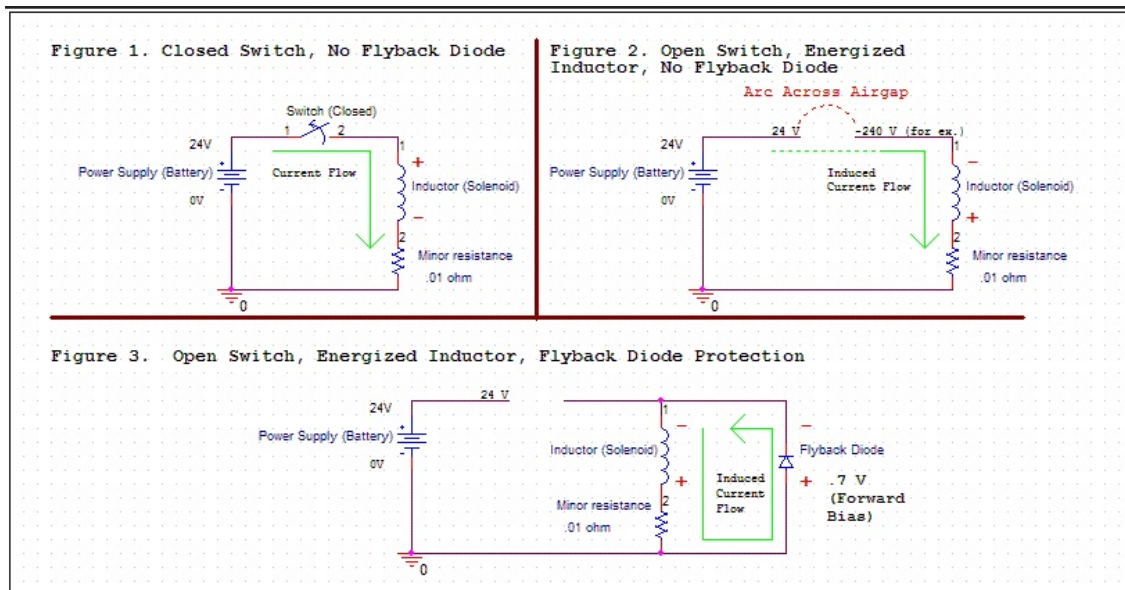 Figure 1. Closed Switch, No Flyback Diode
Switch (Closed)
1 2
24V
+
Power Supply (Battery)
-
0V
Current Flow
1
+
Inductor (Solenoid)
-
2
Minor resistance
.01 ohm
0
Figure 2. Open Switch, Energized
Inductor, No Flyback Diode
Arc Across Airgap
24 V
-240 V (for ex.)
24V
+
Power Supply (Battery)
-
0V
Induced
Current Flow
1
-
Inductor (Solenoid)
+
2
Minor resistance
.01 ohm
0
Figure 3. Open Switch, Energized Inductor, Flyback Diode Protection
24 V
24V
+
Power Supply (Battery)
-
0V
1
-
Inductor (Solenoid)
+
2
Minor resistance
.01 ohm
Induced
Current
Flow
-
Flyback Diode
+
.7 V
(Forward
Bias)
0